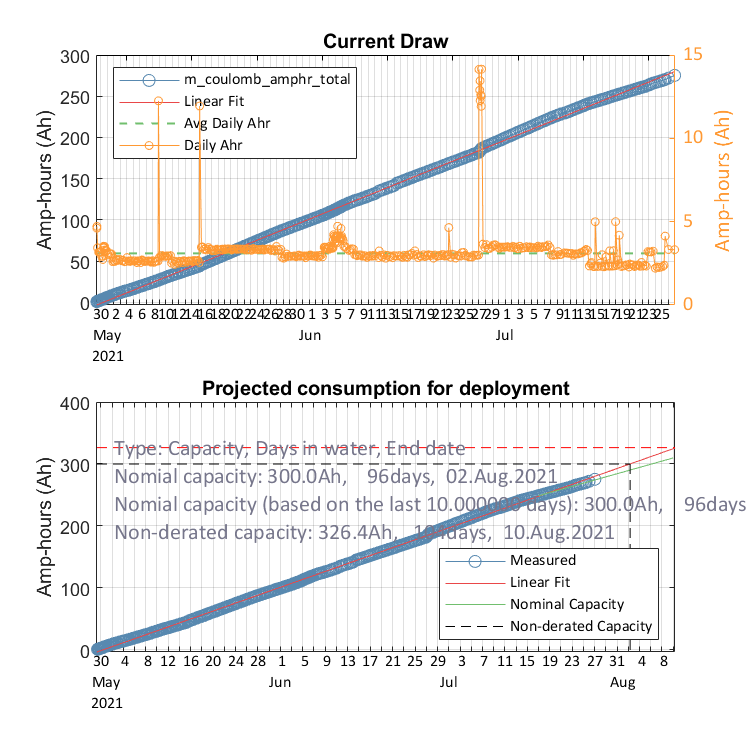 Current Draw
300
250
200
150
100
50
0
Amp-hours (Ah)
15
10
5
0
Amp-hours (Ah)
m_coulomb_amphr_total
Linear Fit
Avg Daily Ahr
Daily Ahr
30 2 4 6 8 10 12 14 16 18 20 22 24 26 28 30 1 3 5 7 9 11 13 15 17 19 21 23 25 27 29 1 3 5 7 9 11 13 15 17 19 21 23 25
May Jun Jul
2021
Projected consumption for deployment
400
300
200
100
0
Amp-hours (Ah)
Type: Capacity, Days in water, End date
Nomial capacity: 300.0Ah, 96days, 02.Aug.2021
Nomial capacity (based on the last 10.000000 days): 300.0Ah, 96days
Non-derated capacity: 326.4Ah, 104days, 10.Aug.2021
Measured
Linear Fit
Nominal Capacity
Non-derated Capacity
30 4 8 12 16 20 24 28 1 5 9 13 17 21 25 29 3 7 11 15 19 23 27 31 4 8
May Jun Jul Aug
2021